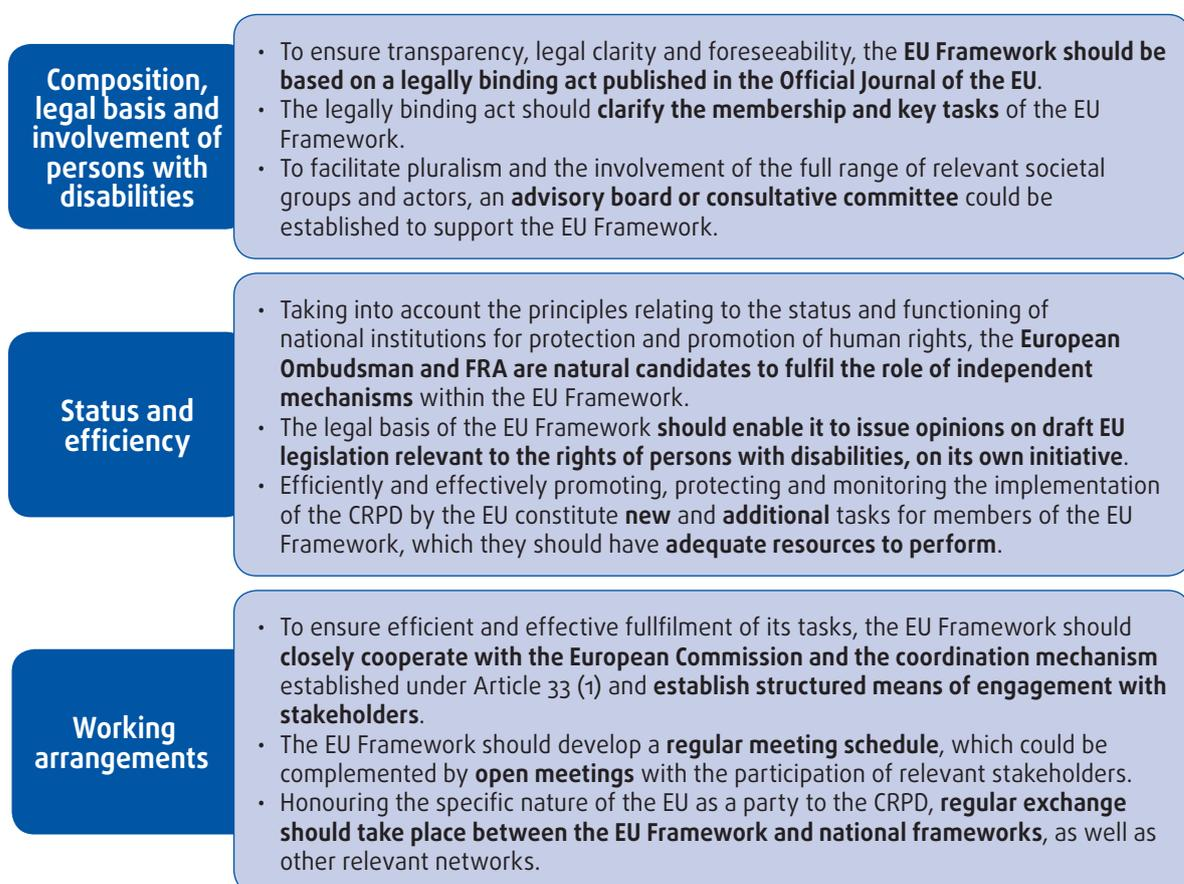 Composition,
legal basis and
involvement of
persons with
disabilities
• To ensure transparency, legal clarity and foreseeability, the EU Framework should be
based on a legally binding act published in the Official Journal of the EU.
• The legally binding act should clarify the membership and key tasks of the EU
Framework.
• To facilitate pluralism and the involvement of the full range of relevant societal
groups and actors, an advisory board or consultative committee could be
established to support the EU Framework.
Status and
efficiency
• Taking into account the principles relating to the status and functioning of
national institutions for protection and promotion of human rights, the European
Ombudsman and FRA are natural candidates to fulfil the role of independent
mechanisms within the EU Framework.
• The legal basis of the EU Framework should enable it to issue opinions on draft EU
legislation relevant to the rights of persons with disabilities, on its own initiative.
• Efficiently and effectively promoting, protecting and monitoring the implementation
of the CRPD by the EU constitute new and additional tasks for members of the EU
Framework, which they should have adequate resources to perform.
Working
arrangements
• To ensure efficient and effective fullfilment of its tasks, the EU Framework should
closely cooperate with the European Commission and the coordination mechanism
established under Article 33 (1) and establish structured means of engagement with
stakeholders.
• The EU Framework should develop a regular meeting schedule, which could be
complemented by open meetings with the participation of relevant stakeholders.
• Honouring the specific nature of the EU as a party to the CRPD, regular exchange
should take place between the EU Framework and national frameworks, as well as
other relevant networks.